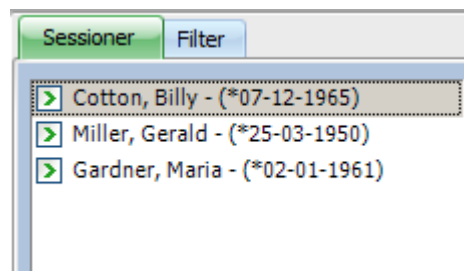 Sessioner Filter
Cotton, Billy - (*07-12-1965)
Miller, Gerald - (*25-03-1950)
Gardner, Maria - (*02-01-1961)